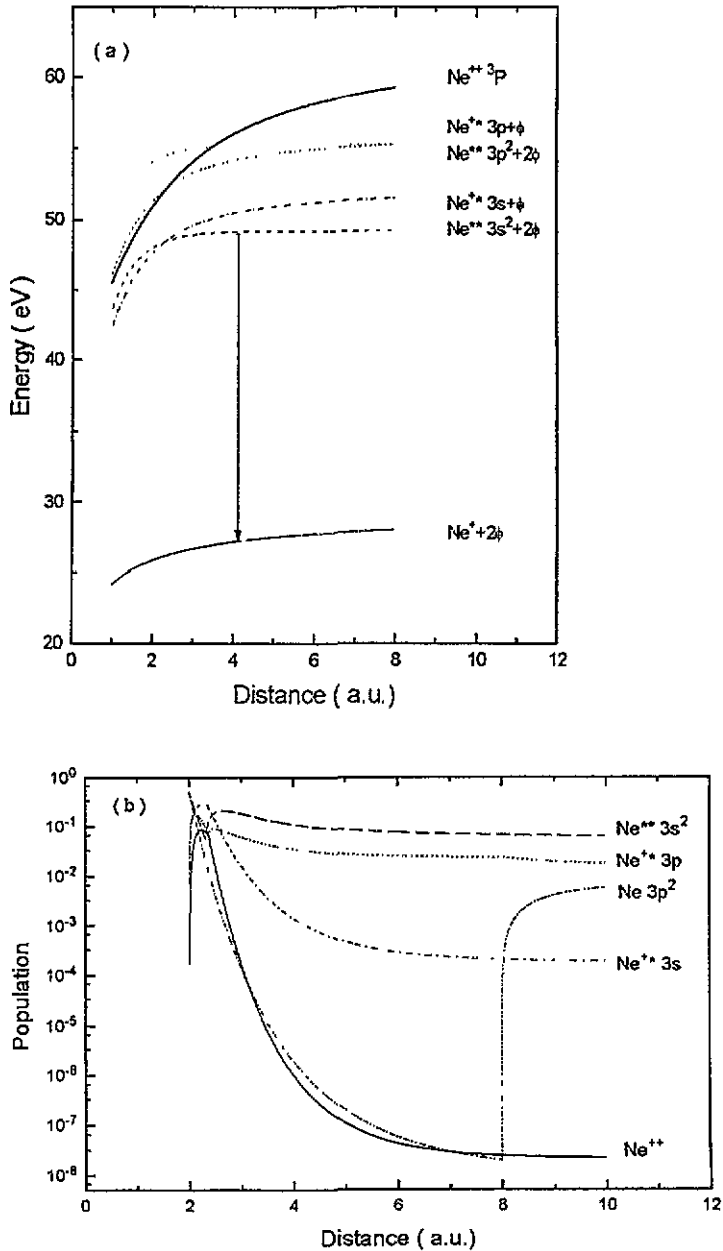 (a)
60
50
40
30
20
Energy (eV)
Ne⁺⁺ ³P
Ne⁺* 3p+ϕ
Ne** 3p²+2ϕ
Ne⁺* 3s+ϕ
Ne** 3s²+2ϕ
Ne⁺+2ϕ
0 2 4 6 8 10 12
Distance (a.u.)
(b)
10⁰
10⁻¹
10⁻²
10⁻³
10⁻⁴
10⁻⁵
10⁻⁶
10⁻⁷
10⁻⁸
Population
Ne** 3s²
Ne⁺* 3p
Ne 3p²
Ne⁺* 3s
Ne⁺⁺
0 2 4 6 8 10 12
Distance (a.u.)